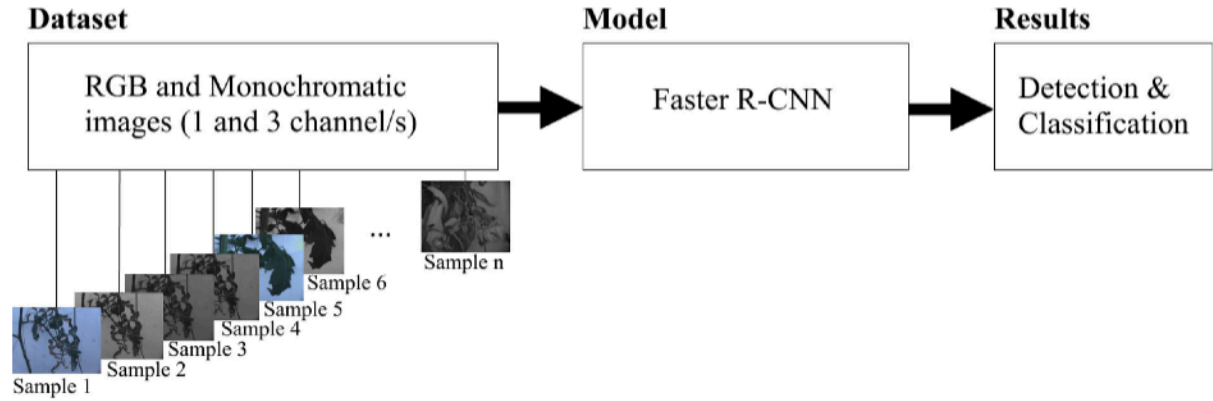 Dataset
Model
Results
RGB and Monochromatic
images (1 and 3 channel/s)
Faster R-CNN
Detection &
Classification
...
Sample n
Sample 6
Sample 5
Sample 4
Sample 3
Sample 2
Sample 1